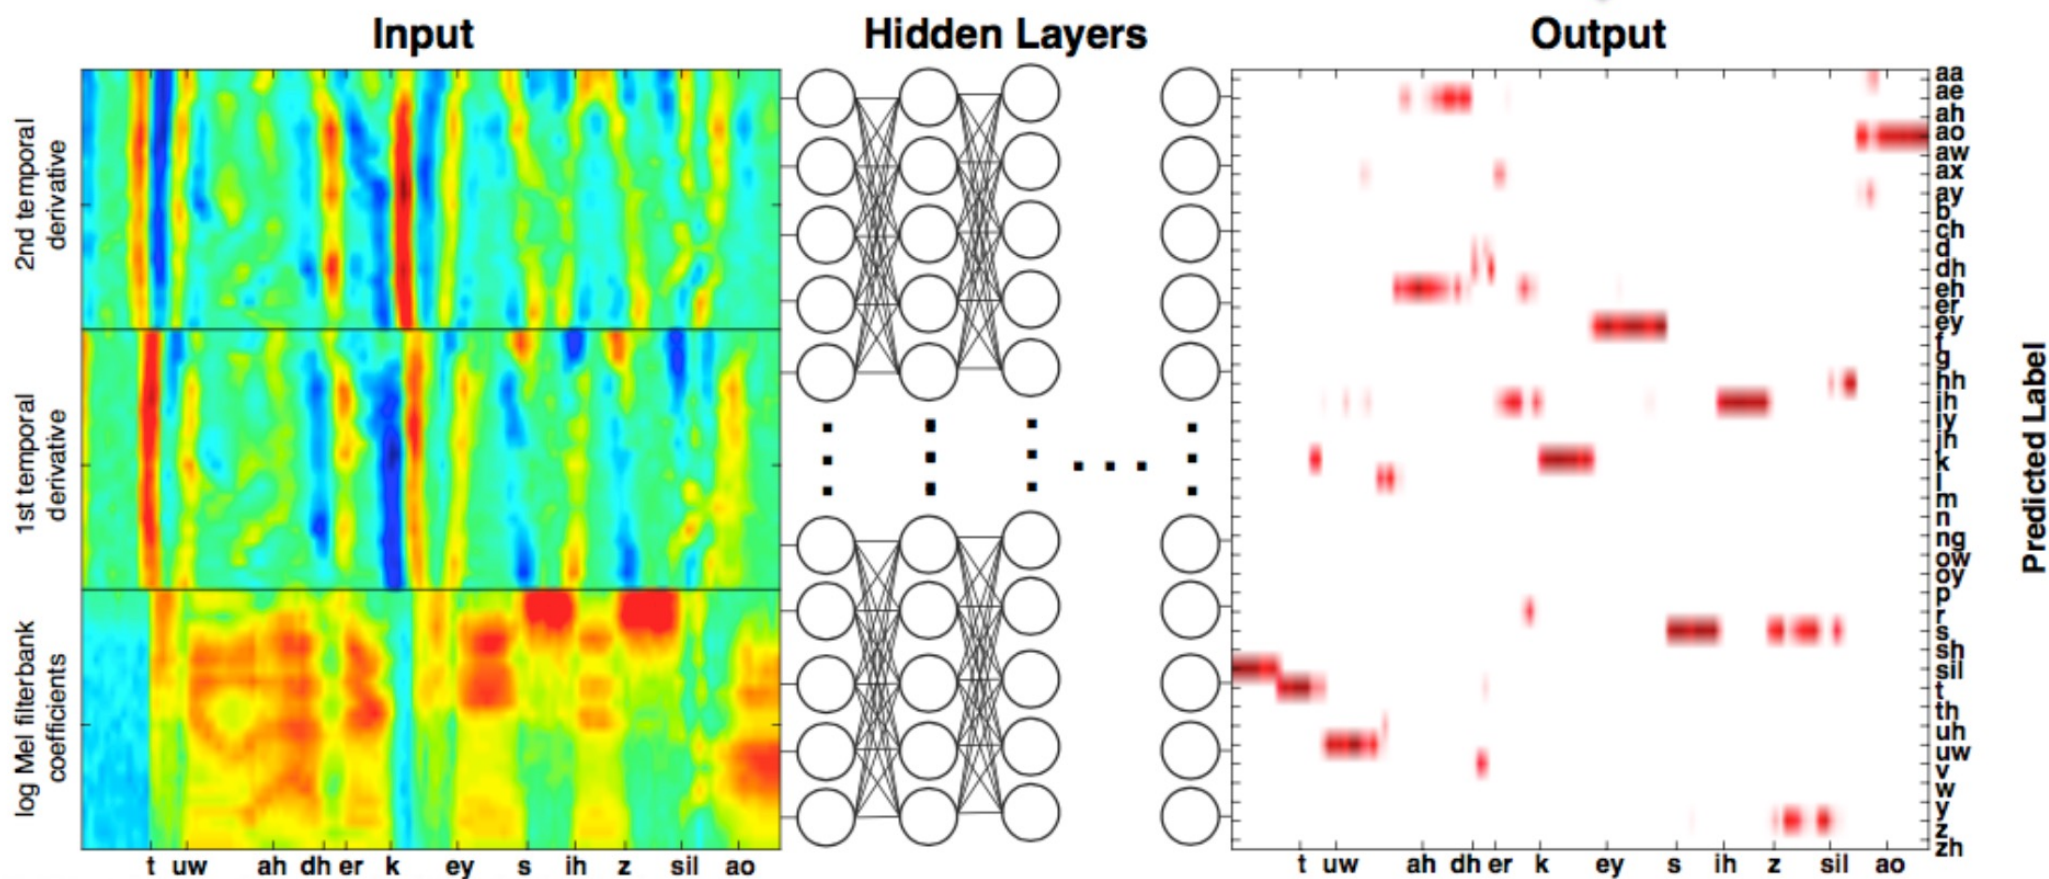 Input
Hidden Layers
Output
2nd temporal
derivative
1st temporal
derivative
log Mel filterbank
coefficients
t uw ah dh er k ey s ih z sil ao
aa
ae
ah
ao
aw
ax
ay
b
ch
d
dh
eh
er
ey
f
g
hh
ih
iy
jh
k
l
m
n
ng
ow
oy
p
r
s
sh
sil
t
th
uh
uw
v
w
y
z
zh
Predicted Label
t uw ah dh er k ey s ih z sil ao